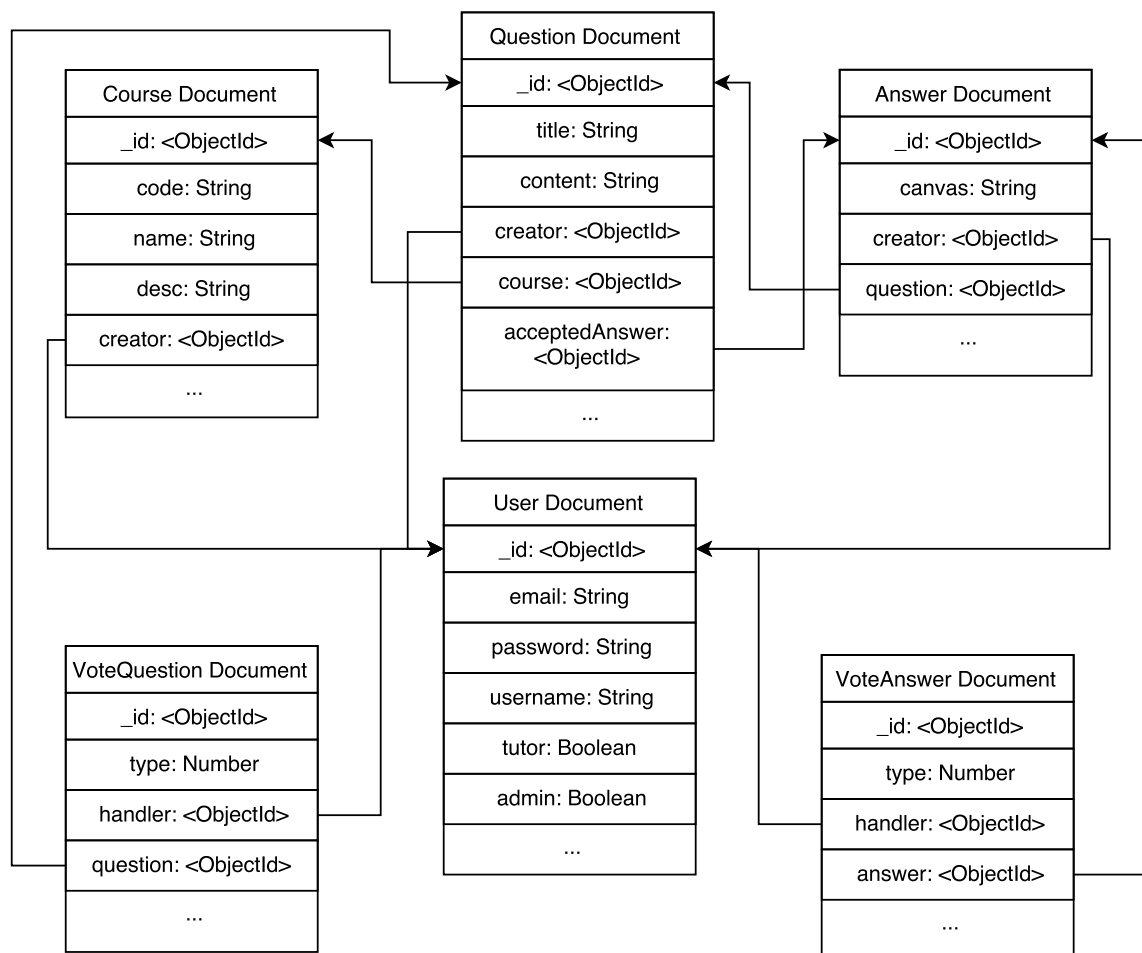 Question Document
_id: <ObjectId>
title: String
content: String
creator: <ObjectId>
course: <ObjectId>
acceptedAnswer:
<ObjectId>
...
Course Document
_id: <ObjectId>
code: String
name: String
desc: String
creator: <ObjectId>
...
Answer Document
_id: <ObjectId>
canvas: String
creator: <ObjectId>
question: <ObjectId>
...
User Document
_id: <ObjectId>
email: String
password: String
username: String
tutor: Boolean
admin: Boolean
...
VoteQuestion Document
_id: <ObjectId>
type: Number
handler: <ObjectId>
question: <ObjectId>
...
VoteAnswer Document
_id: <ObjectId>
type: Number
handler: <ObjectId>
answer: <ObjectId>
...